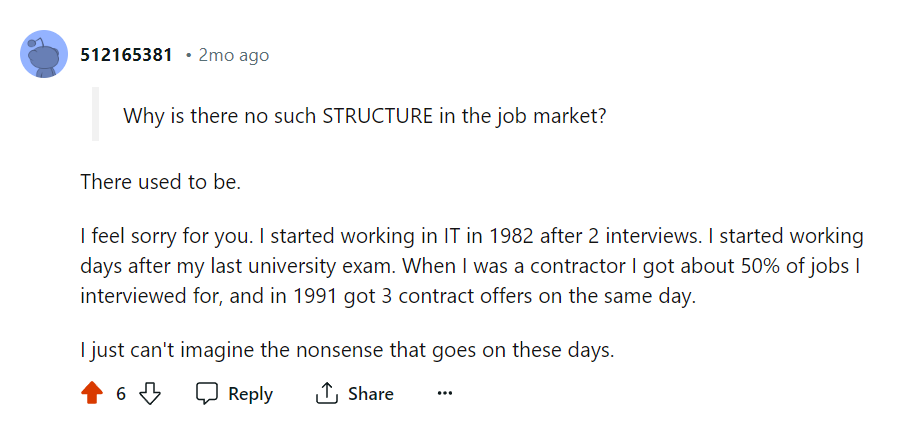 512165381 • 2mo ago
Why is there no such STRUCTURE in the job market?
There used to be.
I feel sorry for you. I started working in IT in 1982 after 2 interviews. I started working
days after my last university exam. When I was a contractor I got about 50% of jobs I
interviewed for, and in 1991 got 3 contract offers on the same day.
I just can't imagine the nonsense that goes on these days.
6 Reply Share ···